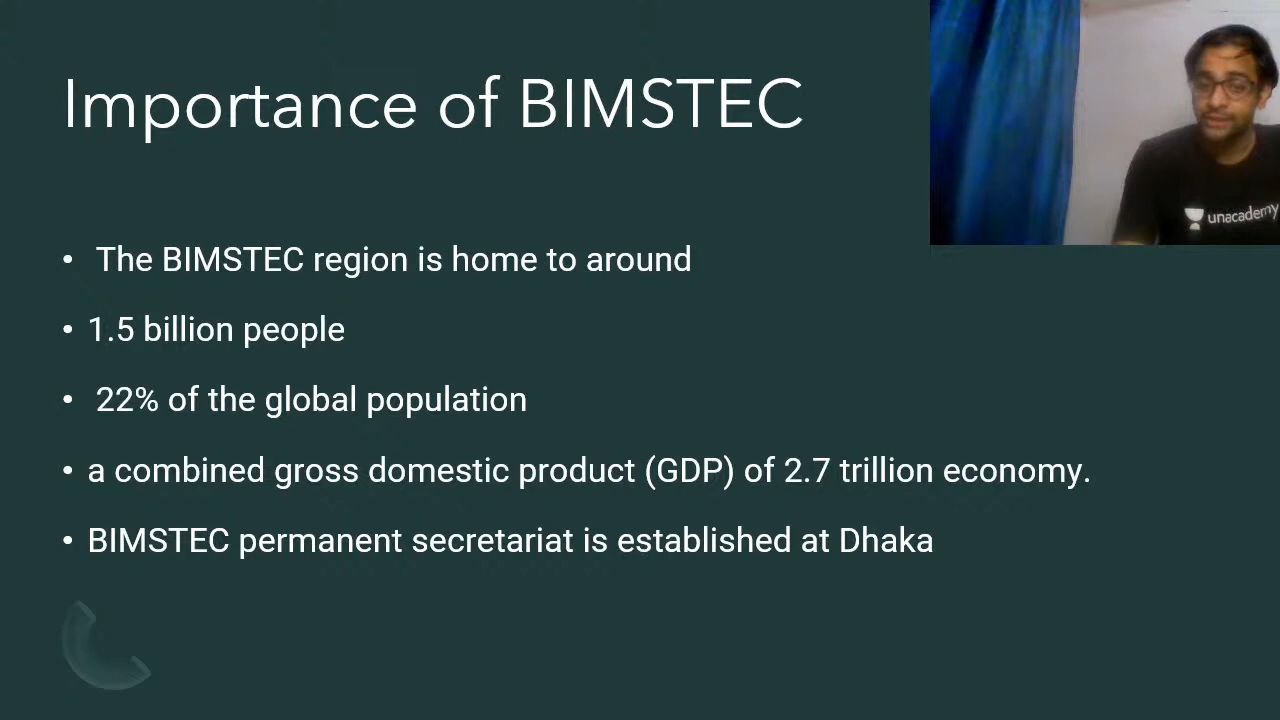 Importance of BIMSTEC
unacademy
• The BIMSTEC region is home to around
• 1.5 billion people
• 22% of the global population
• a combined gross domestic product (GDP) of 2.7 trillion economy.
• BIMSTEC permanent secretariat is established at Dhaka